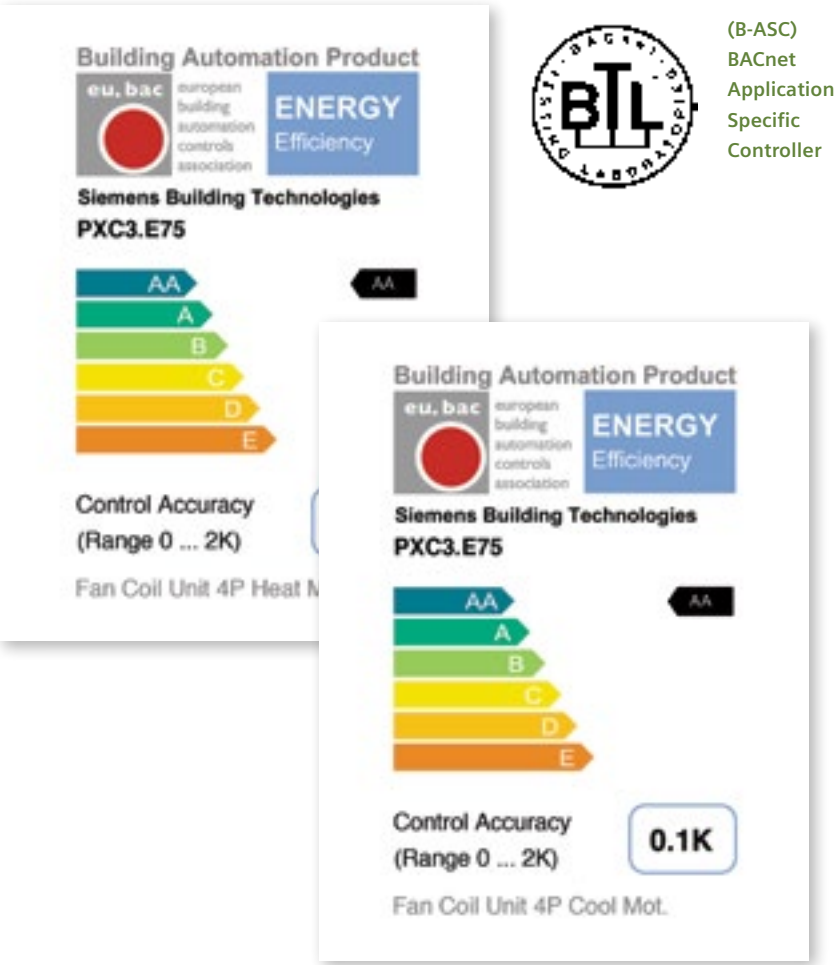 Building Automation Product
eu.bac
european
building
automation
controls
association
ENERGY
Efficiency
Siemens Building Technologies
PXC3.E75
AA
AA
A
B
C
D
E
Control Accuracy
(Range 0 ... 2K)
Fan Coil Unit 4P Heat
BTL
(B-ASC)
BACnet
Application
Specific
Controller
Building Automation Product
eu.bac
european
building
automation
controls
association
ENERGY
Efficiency
Siemens Building Technologies
PXC3.E75
AA
AA
A
B
C
D
E
Control Accuracy
(Range 0 ... 2K)
0.1K
Fan Coil Unit 4P Cool Mot.